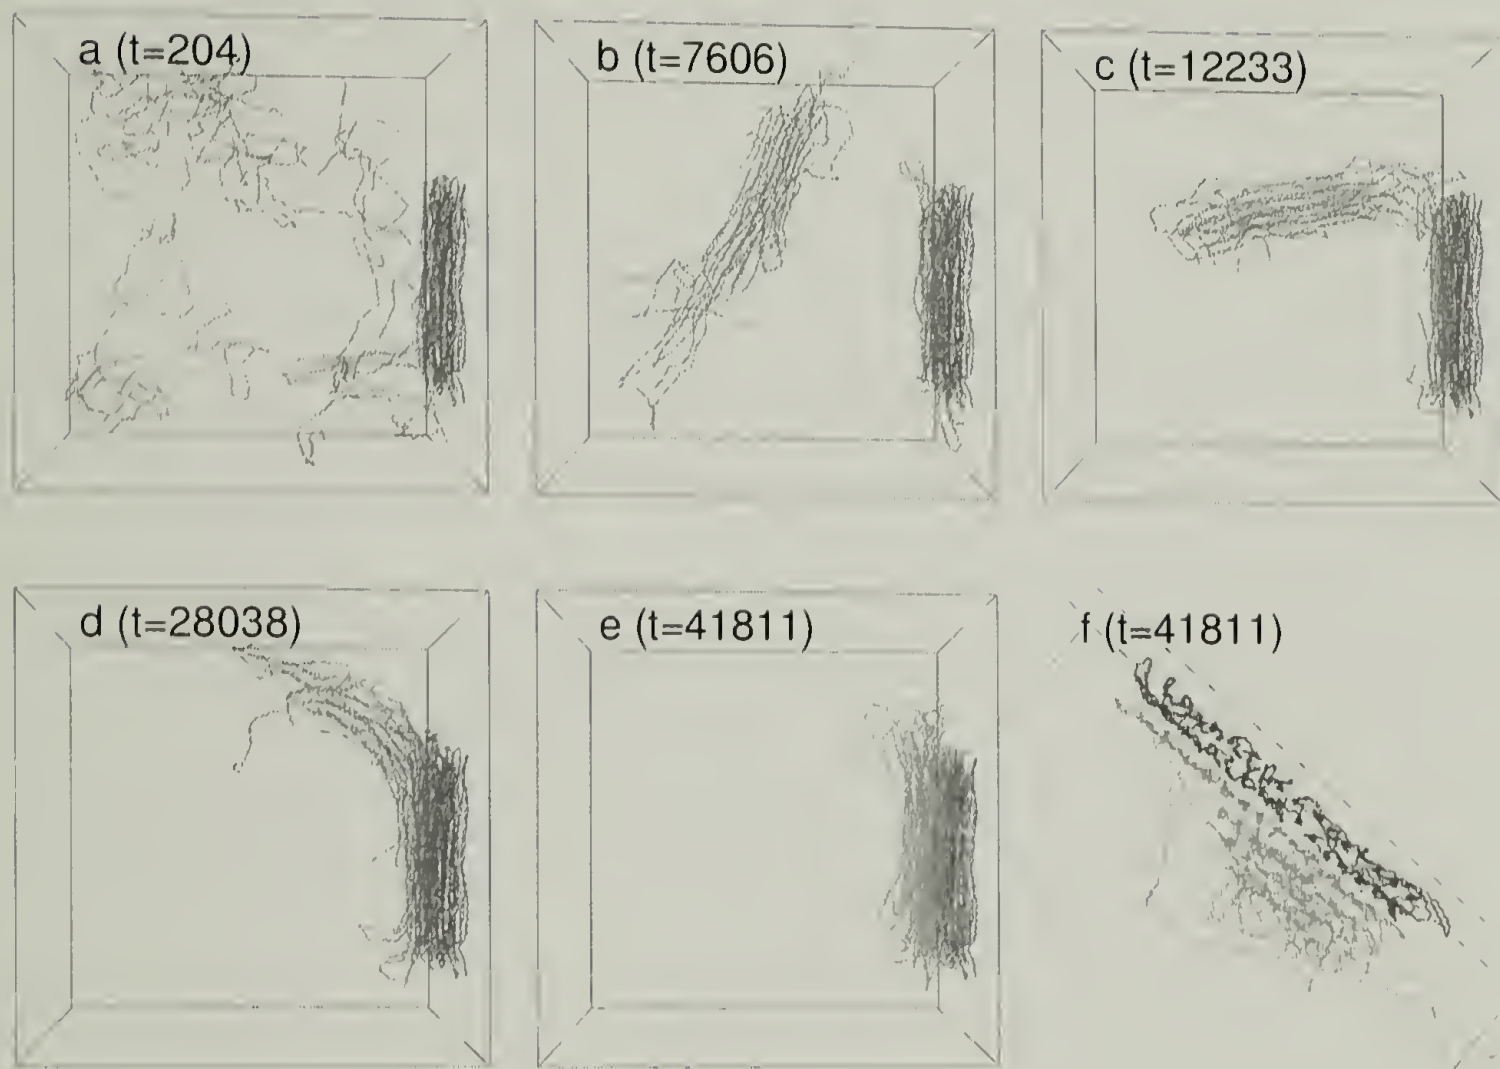 a (t=204)
b (t=7606)
c (t=12233)
d (t=28038)
e (t=41811)
f (t=41811)